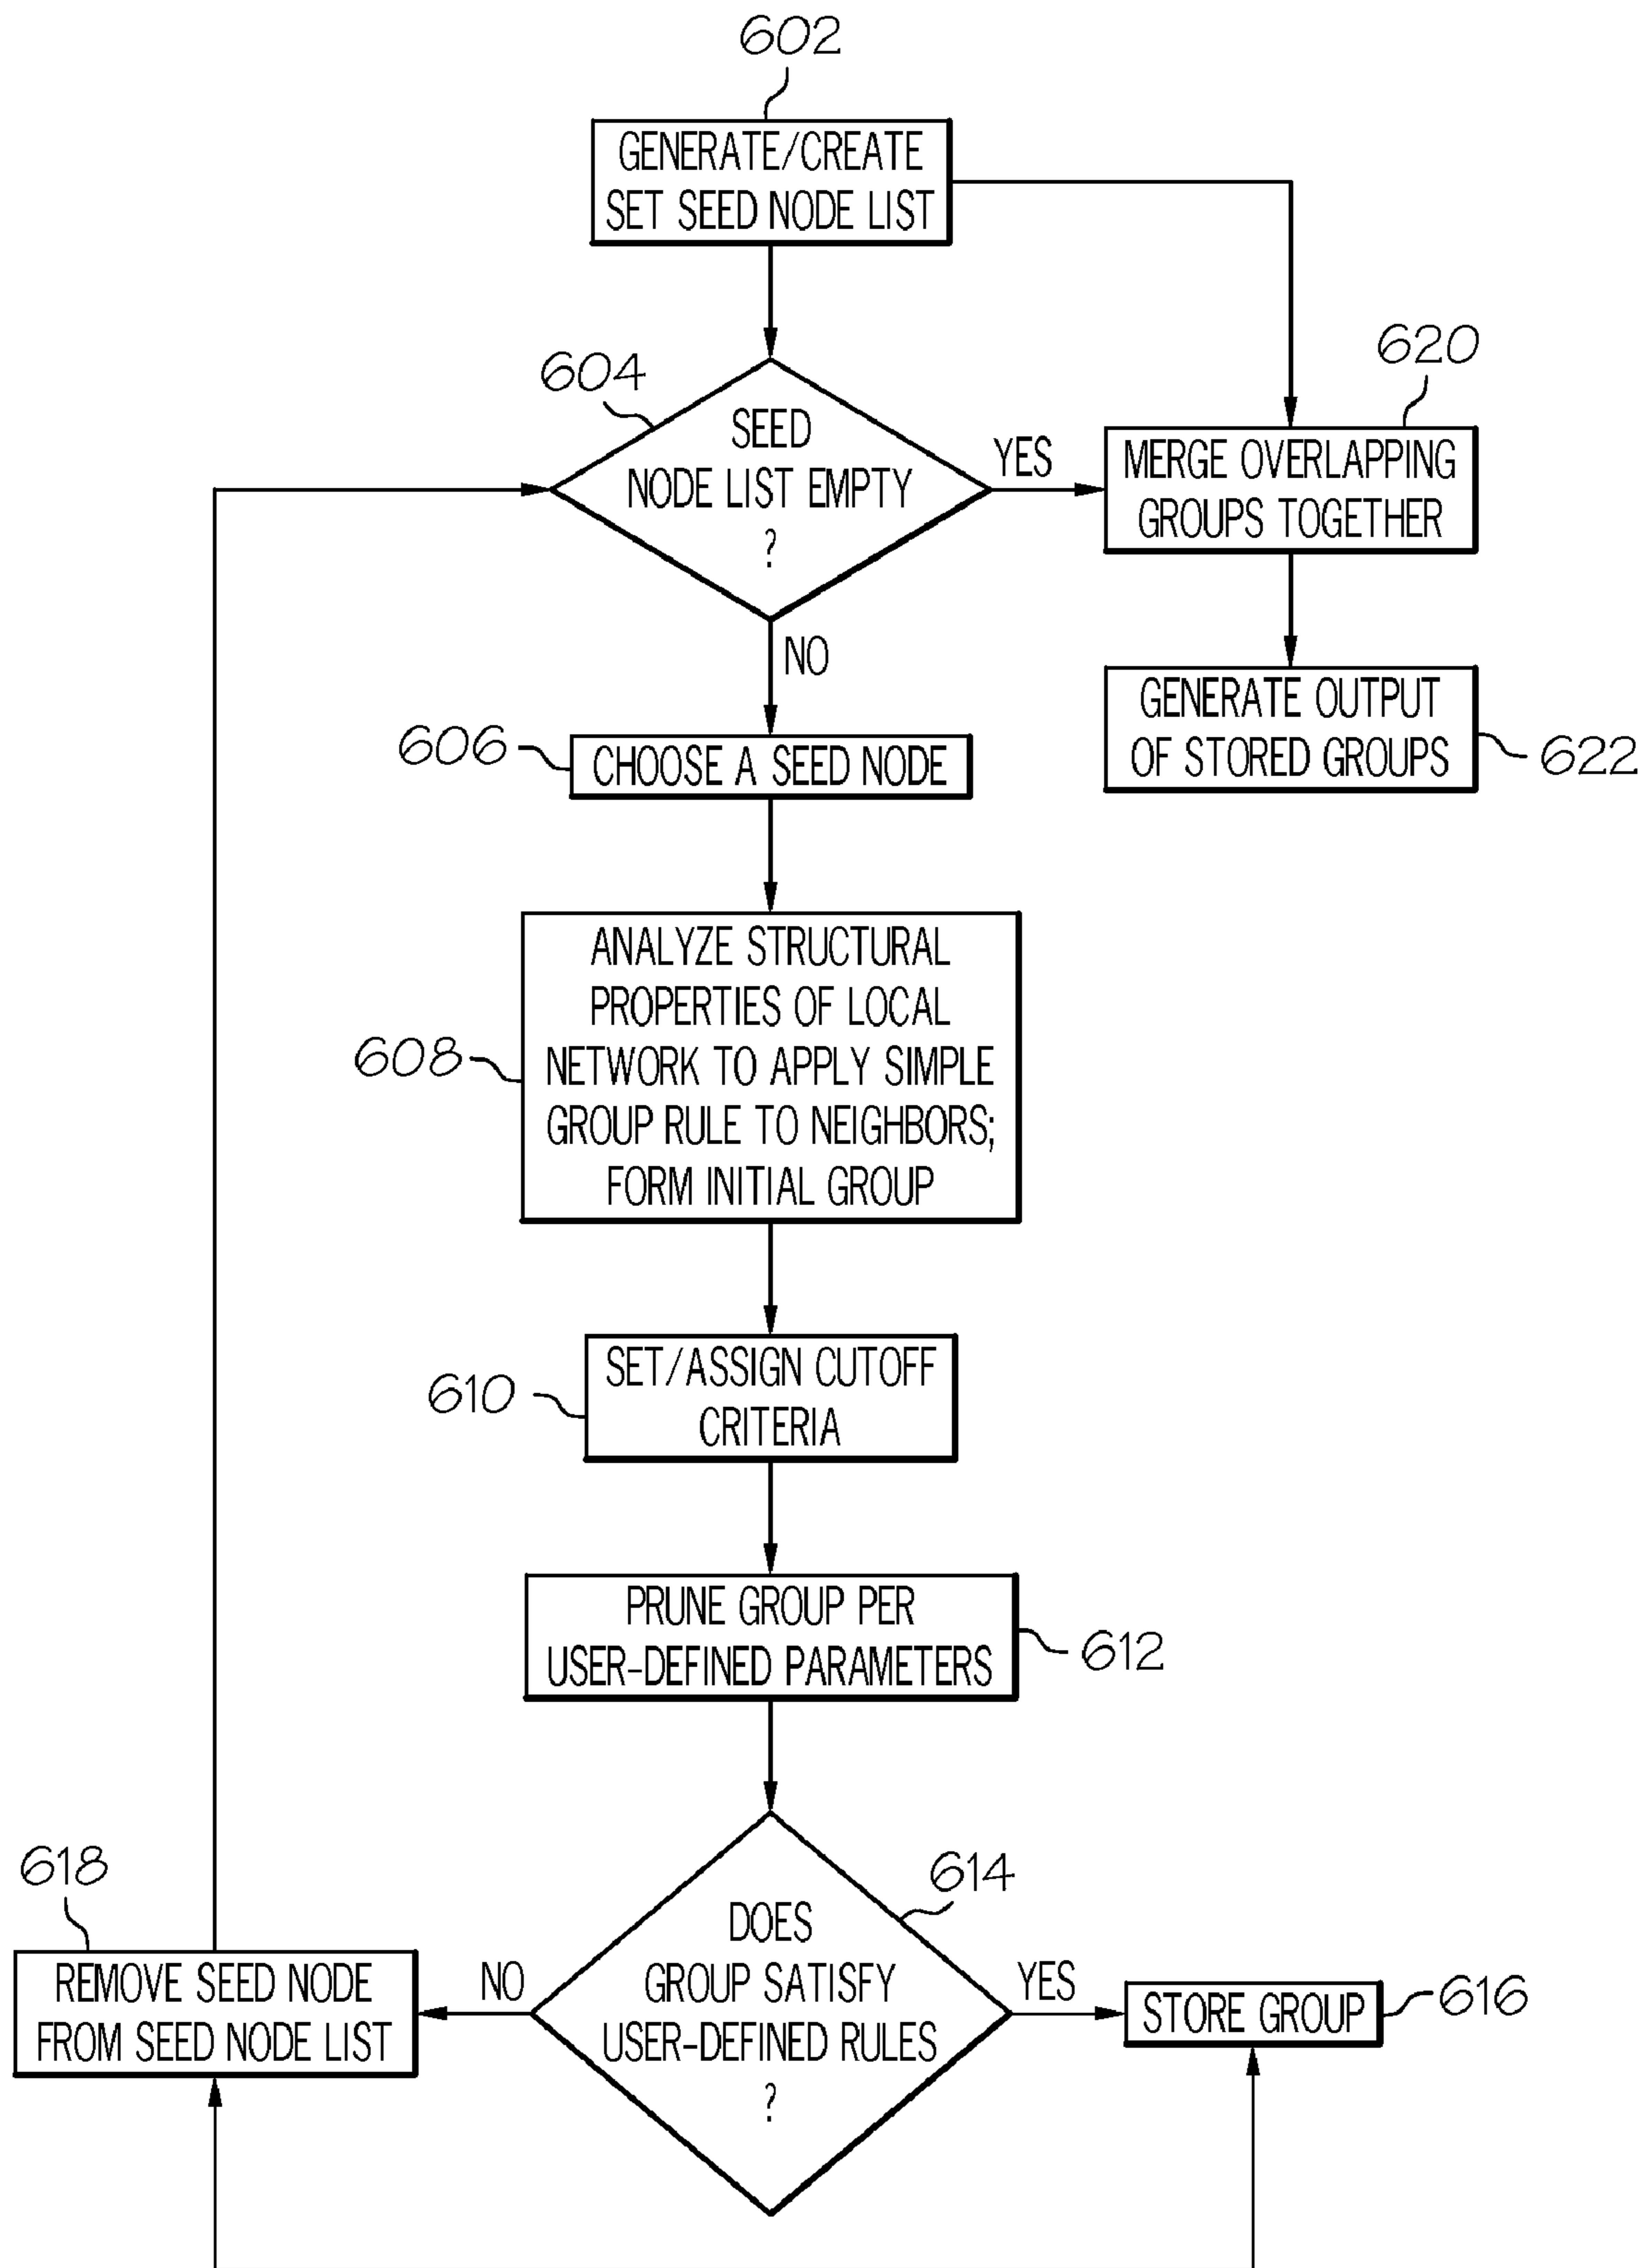 602
GENERATE/CREATE
SET SEED NODE LIST
604
SEED
NODE LIST EMPTY
?
YES
620
MERGE OVERLAPPING
GROUPS TOGETHER
NO
GENERATE OUTPUT
OF STORED GROUPS
622
606
CHOOSE A SEED NODE
608
ANALYZE STRUCTURAL
PROPERTIES OF LOCAL
NETWORK TO APPLY SIMPLE
GROUP RULE TO NEIGHBORS;
FORM INITIAL GROUP
610
SET/ASSIGN CUTOFF
CRITERIA
PRUNE GROUP PER
USER-DEFINED PARAMETERS
612
618
REMOVE SEED NODE
FROM SEED NODE LIST
NO
614
DOES
GROUP SATISFY
USER-DEFINED RULES
?
YES
STORE GROUP
616